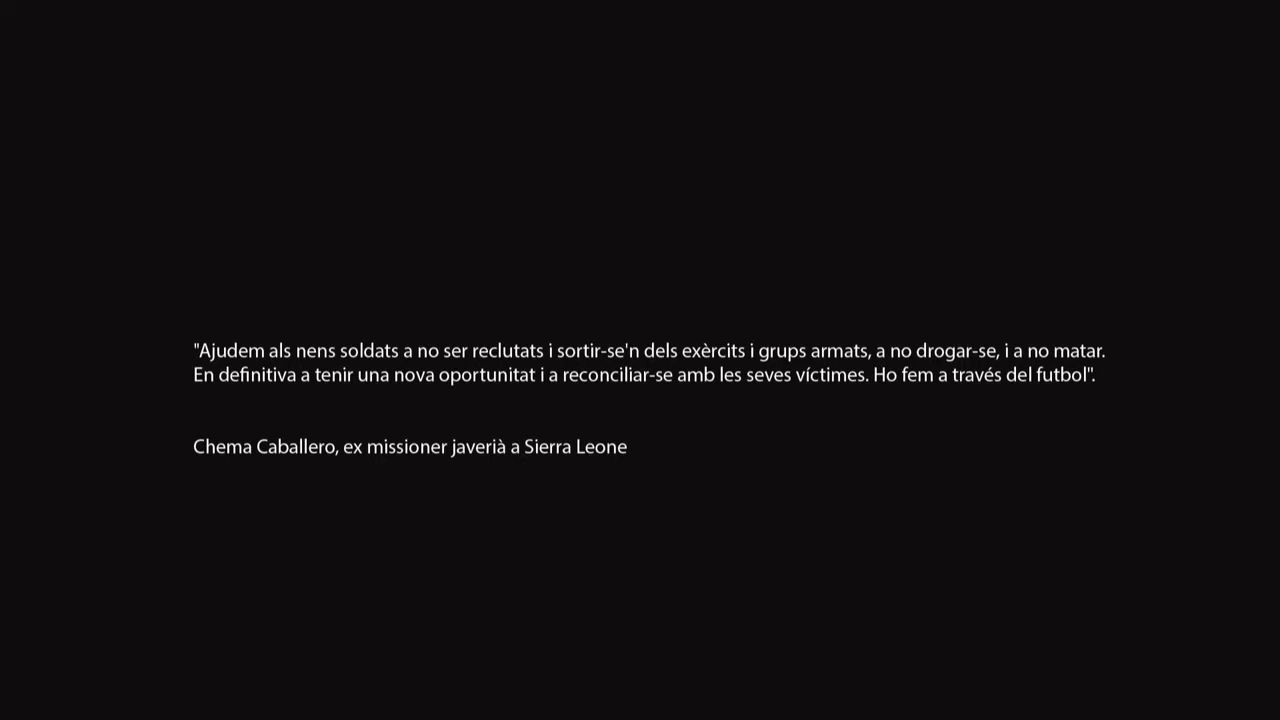 "Ajudem als nens soldats a no ser reclutats i sortir-se'n dels exèrcits i grups armats, a no drogar-se, i a no matar.
En definitiva a tenir una nova oportunitat i a reconciliar-se amb les seves víctimes. Ho fem a través del futbol".
Chema Caballero, ex missioner javerià a Sierra Leone